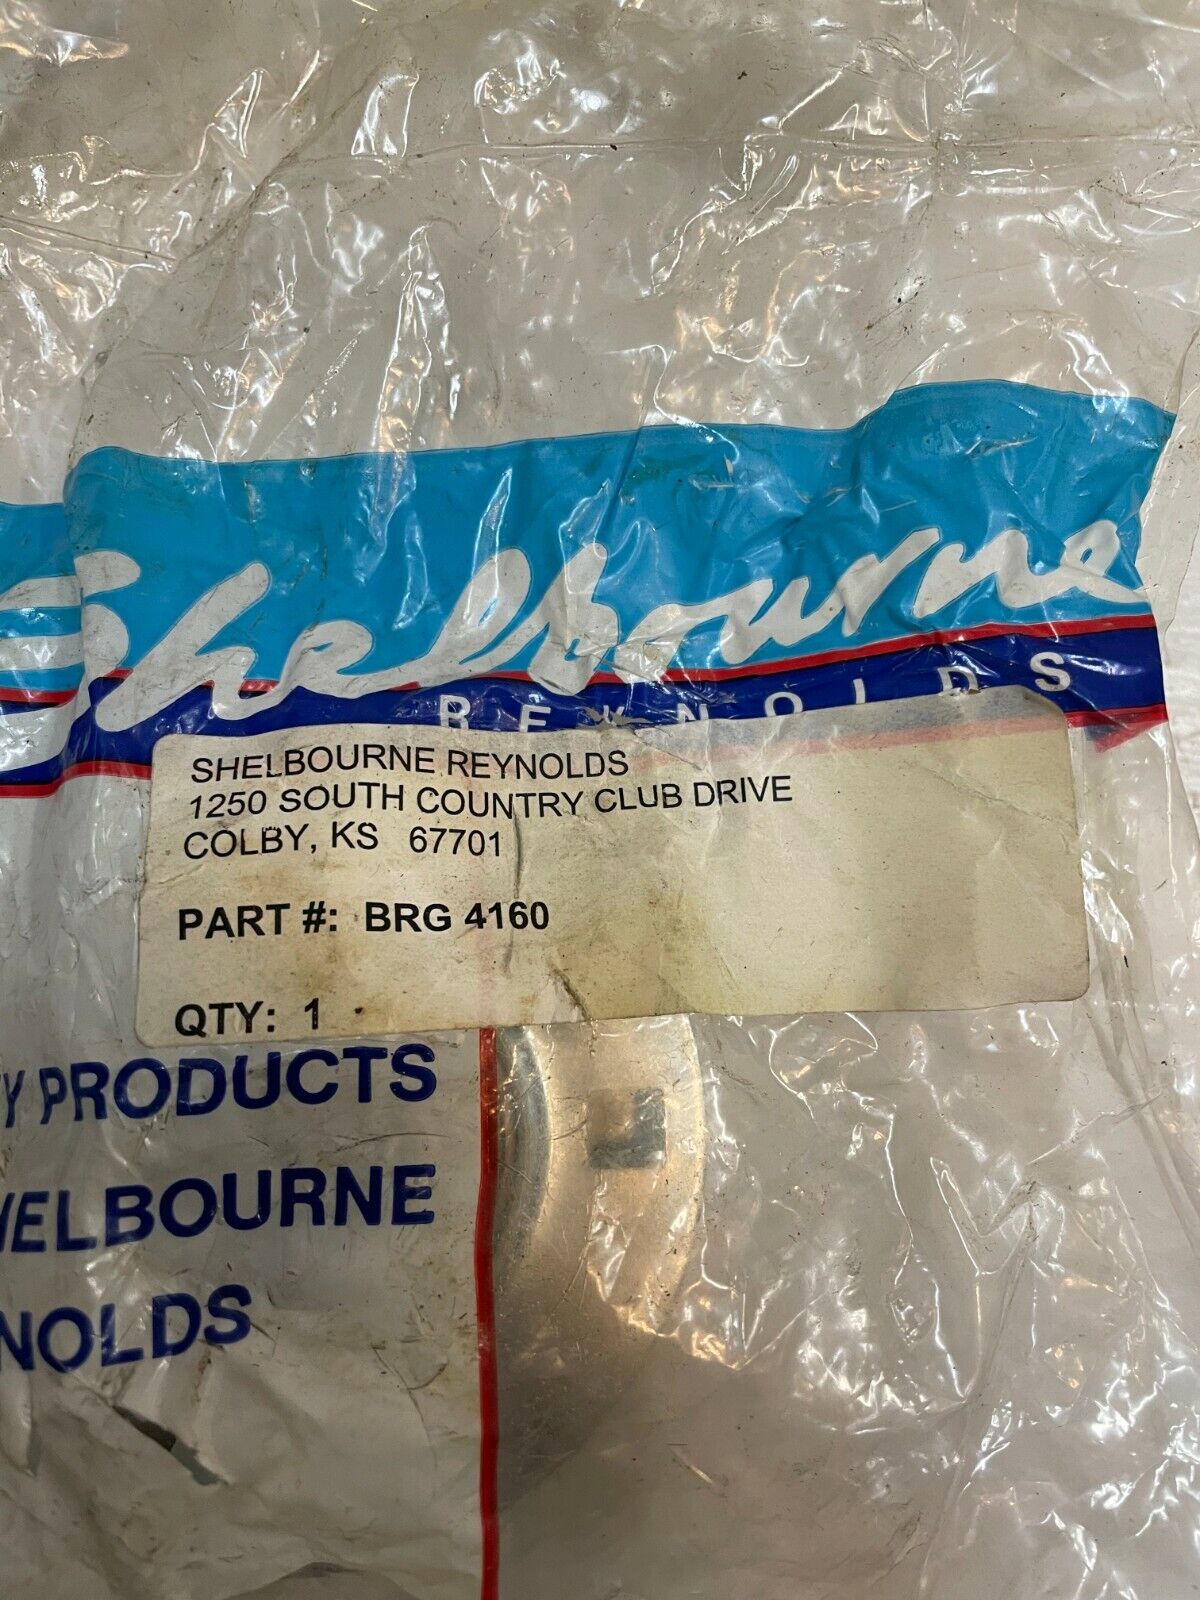 Shelbourne
REYNOLDS
SHELBOURNE REYNOLDS
1250 SOUTH COUNTRY CLUB DRIVE
COLBY, KS 67701
PART #: BRG 4160
QTY: 1
Y PRODUCTS
HELBOURNE
NOLDS